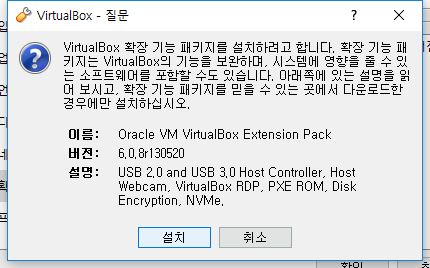 VirtualBox - 질문
VirtualBox 확장 기능 패키지를 설치하려고 합니다. 확장 기능 패
키지는 VirtualBox의 기능을 보완하며, 시스템에 영향을 줄 수 있
는 소프트웨어를 포함할 수도 있습니다. 아래쪽에 있는 설명을 읽
어 보시고, 확장 기능 패키지를 믿을 수 있는 곳에서 다운로드한
경우에만 설치하십시오.
이름: Oracle VM VirtualBox Extension Pack
버전: 6.0.8r130520
설명: USB 2.0 and USB 3.0 Host Controller, Host
Webcam, VirtualBox RDP, PXE ROM, Disk
Encryption, NVMe.
설치 취소